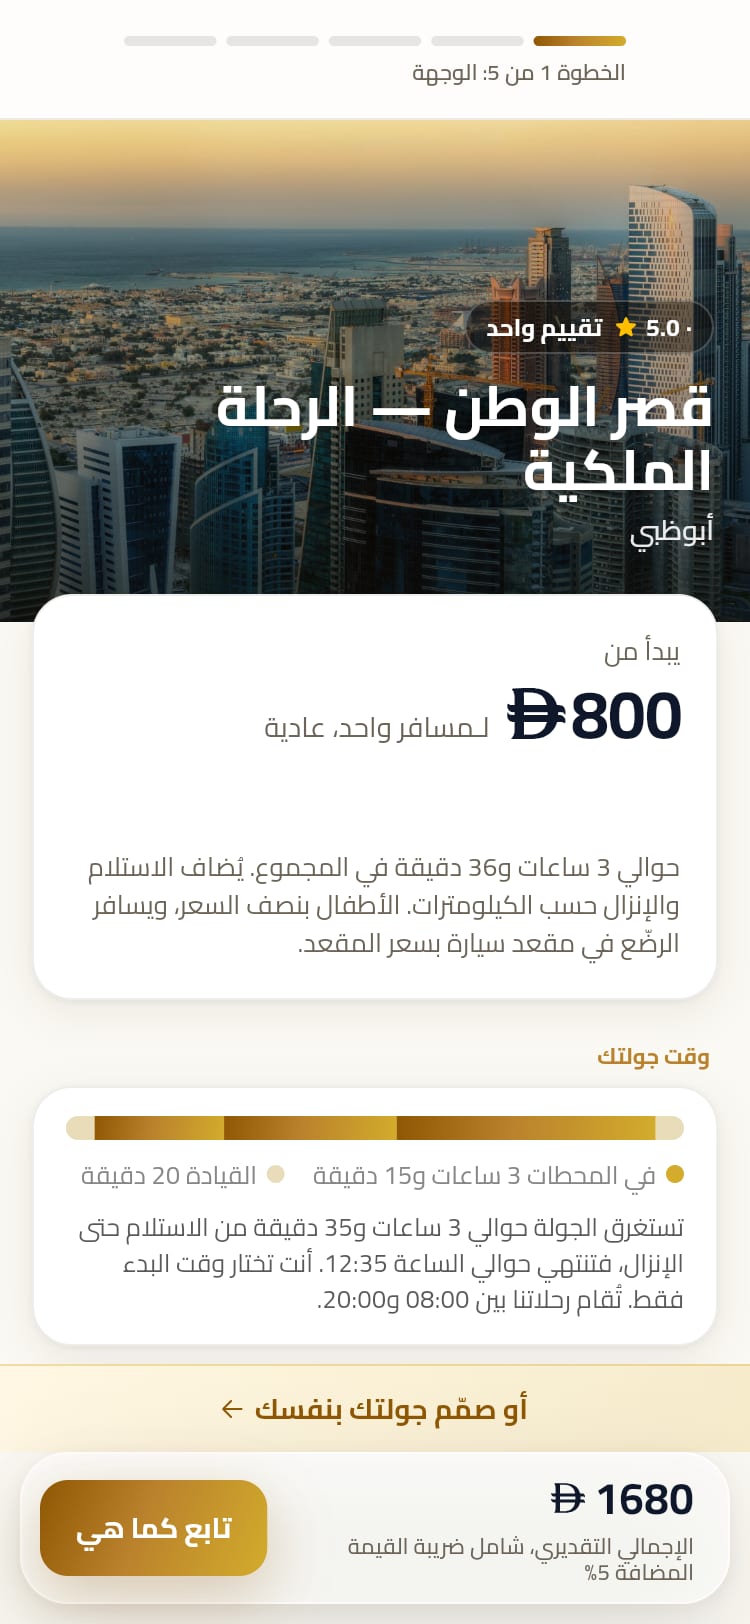 الخطوة 1 من 5: الوجهة
· 5.0 ⭐ تقييم واحد
قصر الوطن — الرحلة
الملكية
أبوظبي
يبدأ من
800 لـمسافر واحد، عادية
حوالي 3 ساعات و36 دقيقة في المجموع. يُضاف الاستلام
والإنزال حسب الكيلومترات. الأطفال بنصف السعر، ويسافر
الرضّع في مقعد سيارة بسعر المقعد.
وقت جولتك
في المحطات 3 ساعات و15 دقيقة القيادة 20 دقيقة
تستغرق الجولة حوالي 3 ساعات و35 دقيقة من الاستلام حتى
الإنزال، فتنتهي حوالي الساعة 12:35. أنت تختار وقت البدء
فقط. تُقام رحلاتنا بين 08:00 و20:00.
أو صمّم جولتك بنفسك ←
1680
الإجمالي التقديري، شامل ضريبة القيمة
المضافة 5%
تابع كما هي